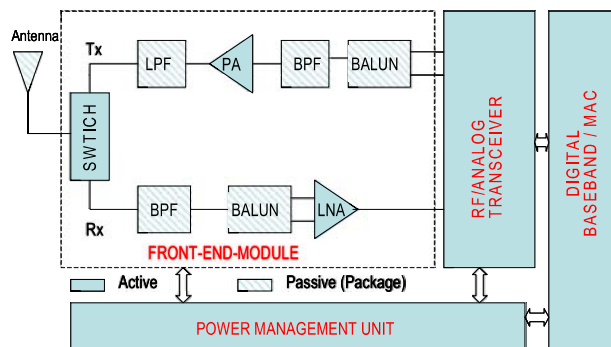 Antenna
Tx
LPF
PA
BPF
BALUN
SWTICH
Rx
BPF
BALUN
LNA
FRONT-END-MODULE
RF/ANALOG
TRANSCEIVER
DIGITAL
BASEBAND / MAC
Active
Passive (Package)
POWER MANAGEMENT UNIT